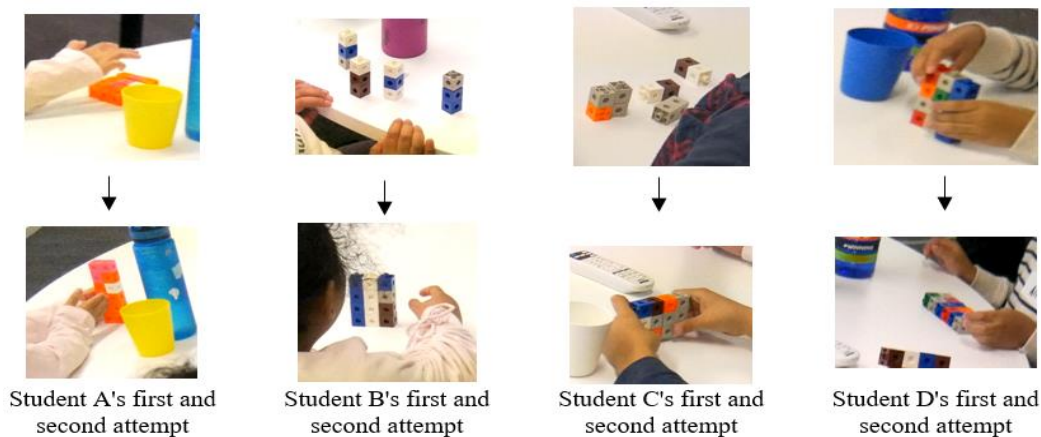 Student A's first and
second attempt
Student B's first and
second attempt
Student C's first and
second attempt
Student D's first and
second attempt